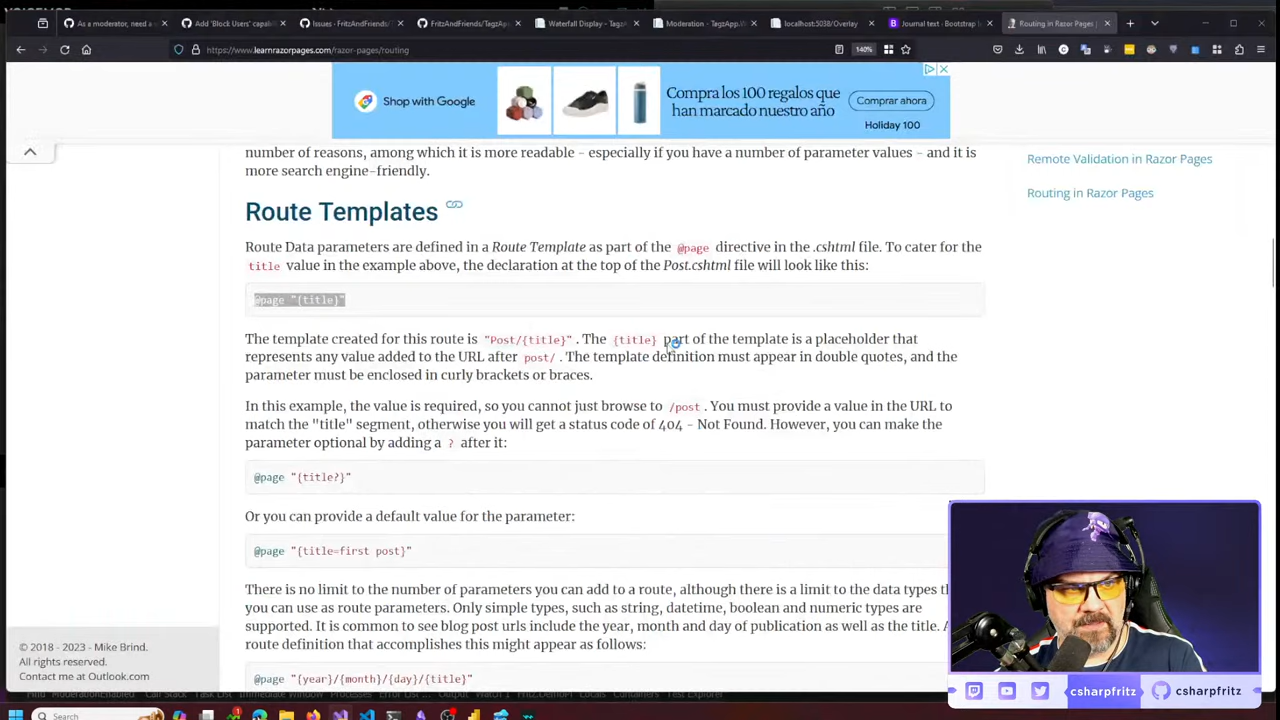 As a moderator, need a
Add 'Block Users' capabil
Issues - FritzAndFriends/Ta
FritzAndFriends/TagzApp
Waterfall Display - TagzAp
Moderation - TagzApp.W
localhost:5038/Overlay
Journal text - Bootstrap I
Routing in Razor Pages |
https://www.learnrazorpages.com/razor-pages/routing
140%
Shop with Google
Compra los 100 regalos que
han marcado nuestro año
Comprar ahora
Holiday 100
number of reasons, among which it is more readable - especially if you have a number of parameter values - and it is
more search engine-friendly.
Remote Validation in Razor Pages
Routing in Razor Pages
Route Templates
Route Data parameters are defined in a Route Template as part of the @page directive in the .cshtml file. To cater for the
title value in the example above, the declaration at the top of the Post.cshtml file will look like this:
@page "{title}"
The template created for this route is "Post/{title}". The {title} part of the template is a placeholder that
represents any value added to the URL after post/. The template definition must appear in double quotes, and the
parameter must be enclosed in curly brackets or braces.
In this example, the value is required, so you cannot just browse to /post. You must provide a value in the URL to
match the "title" segment, otherwise you will get a status code of 404 - Not Found. However, you can make the
parameter optional by adding a ? after it:
@page "{title?}"
Or you can provide a default value for the parameter:
@page "{title=first post}"
There is no limit to the number of parameters you can add to a route, although there is a limit to the data types th
you can use as route parameters. Only simple types, such as string, datetime, boolean and numeric types are
supported. It is common to see blog post urls include the year, month and day of publication as well as the title. A
route definition that accomplishes this might appear as follows:
@page "{year}/{month}/{day}/{title}"
© 2018 - 2023 - Mike Brind.
All rights reserved.
Contact me at Outlook.com
csharpfritz
csharpfritz
Search